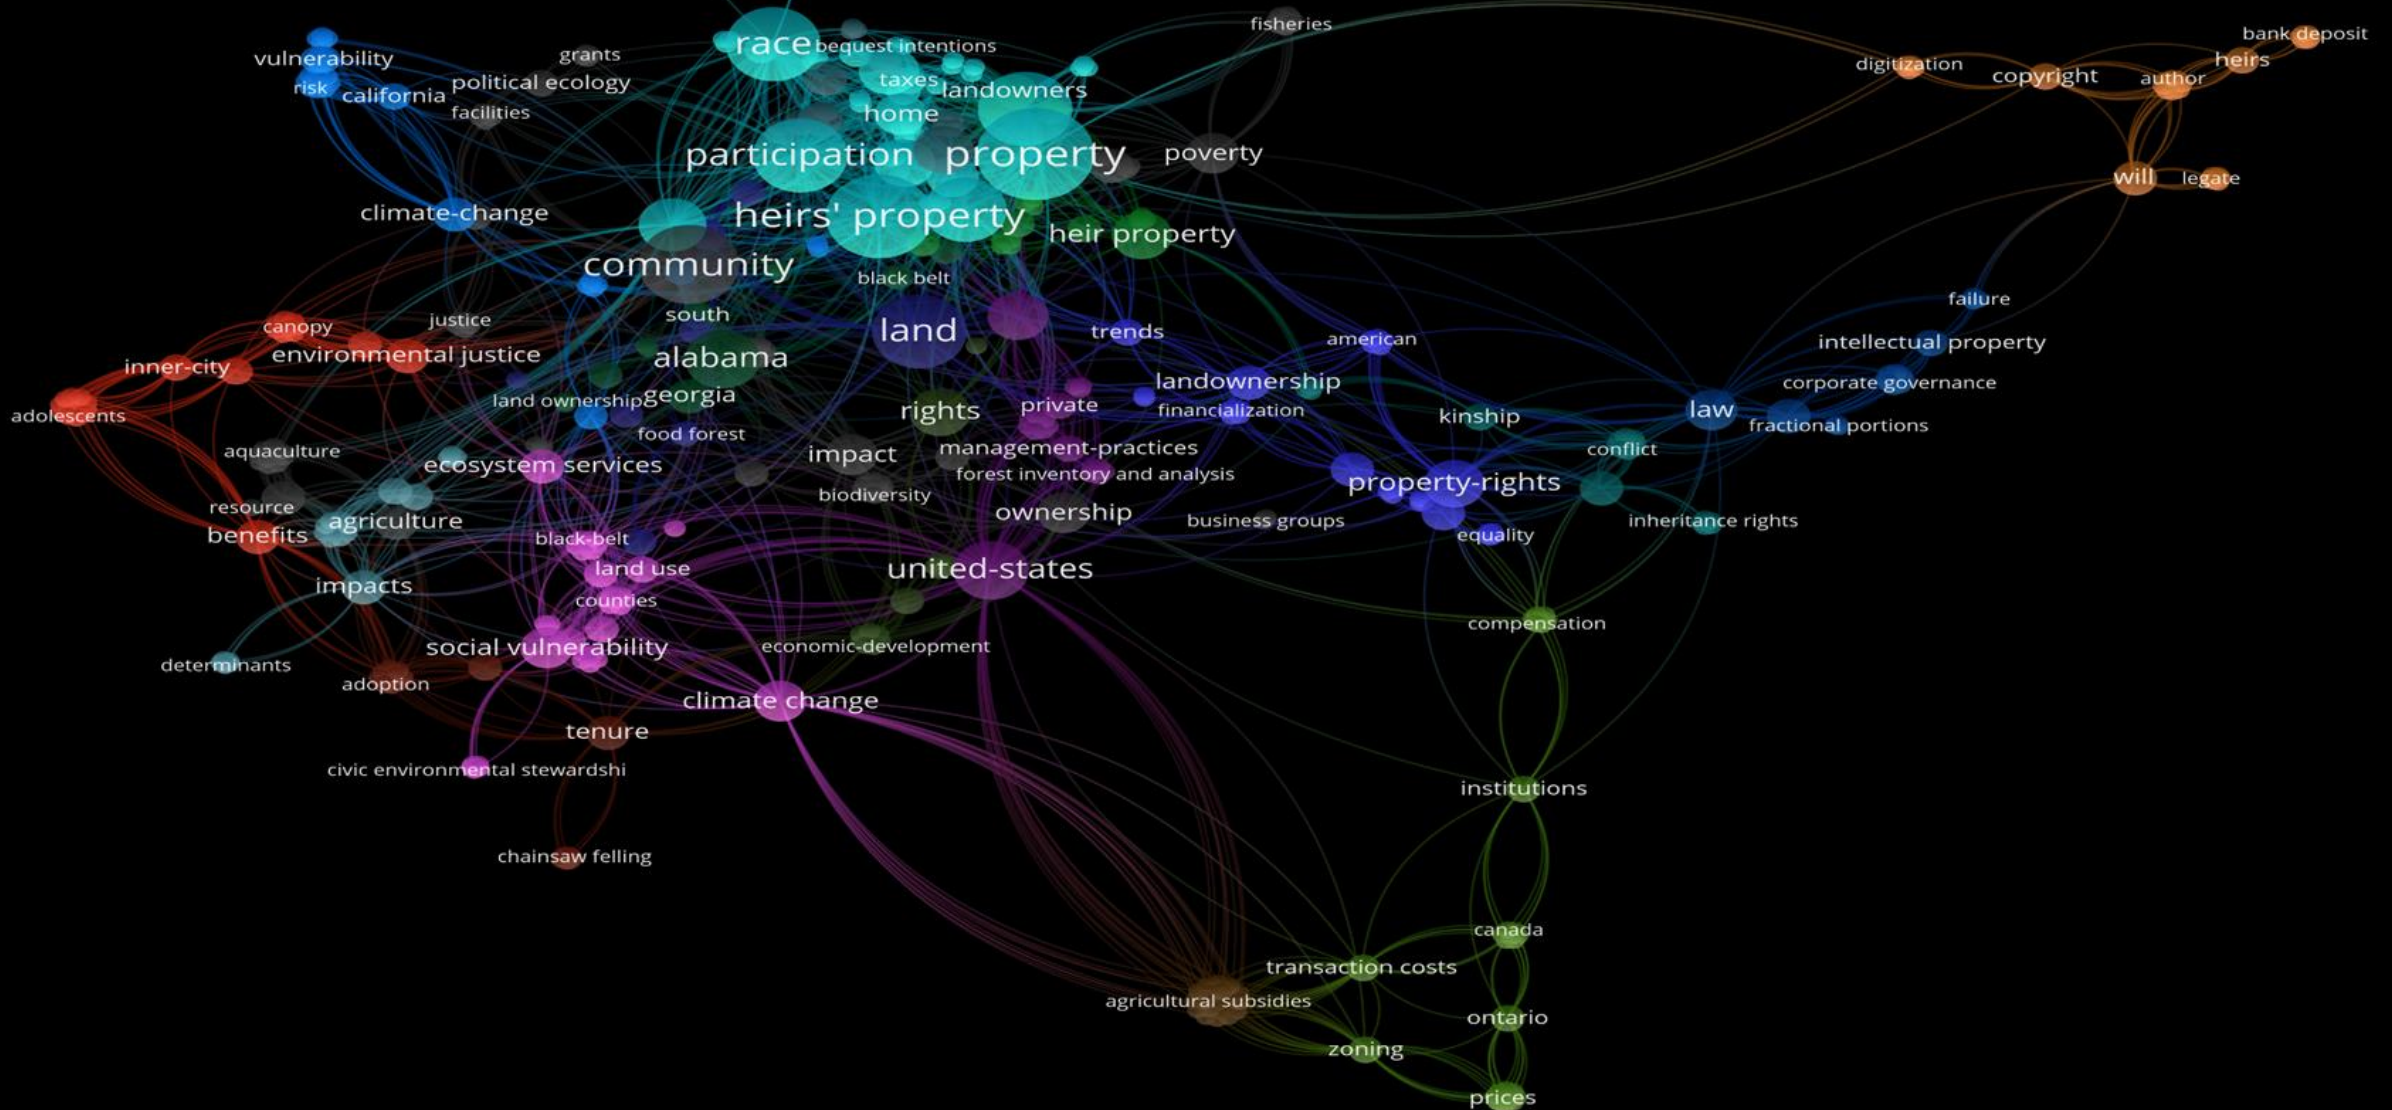 race
bequest intentions
fisheries
bank deposit
vulnerability
grants
heirs
digitization
copyright
author
risk
california
political ecology
taxes
landowners
facilities
home
participation
property
poverty
will
legate
climate-change
heirs' property
heir property
community
black belt
failure
south
justice
canopy
land
trends
american
intellectual property
environmental justice
alabama
inner-city
landownership
corporate governance
adolescents
land ownership
georgia
rights
private
financialization
kinship
law
fractional portions
food forest
aquaculture
ecosystem services
impact
management-practices
conflict
forest inventory and analysis
property-rights
biodiversity
resource
agriculture
ownership
business groups
inheritance rights
benefits
black-belt
equality
land use
united-states
impacts
counties
compensation
social vulnerability
economic-development
determinants
adoption
climate change
tenure
civic environmental stewardshi
institutions
chainsaw felling
canada
transaction costs
agricultural subsidies
ontario
zoning
prices